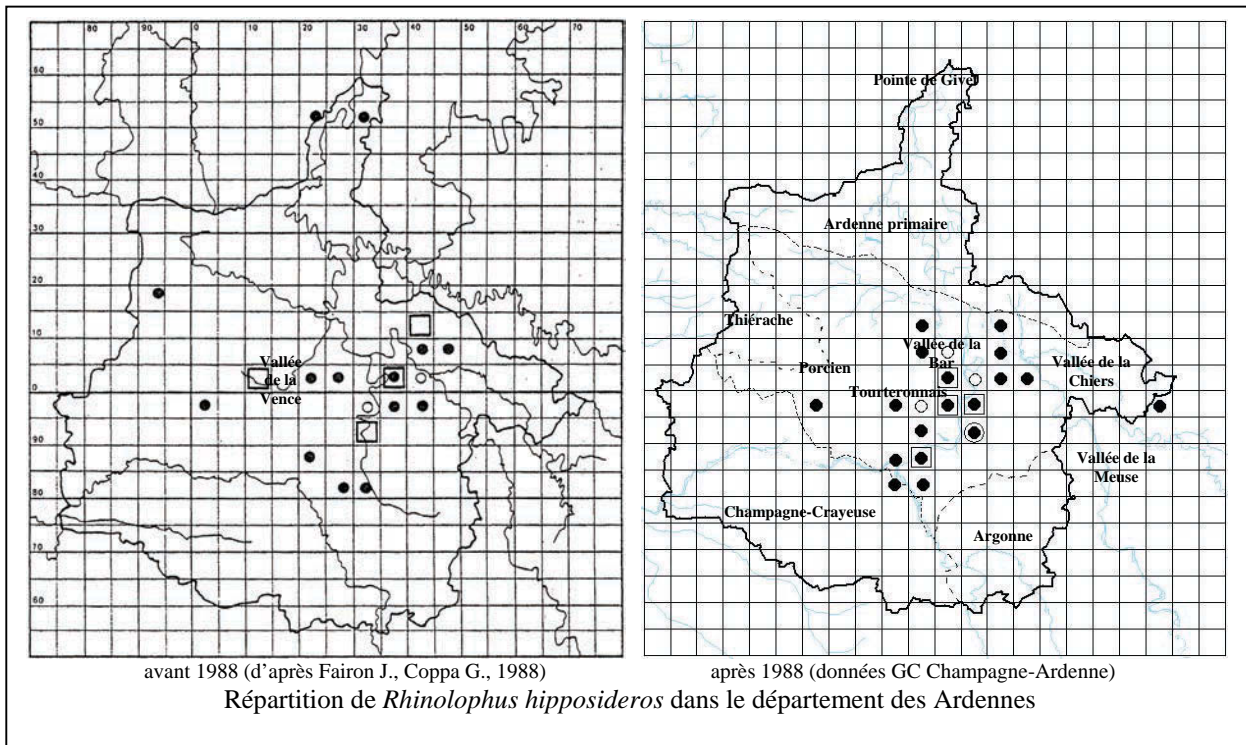 80 90 0 10 20 30 40 50 60 70
60
50
40
30
20
10
0
90
80
70
60
Vallée
de la
Vence
Pointe de Givet
Ardenne primaire
Thiérache
Vallée de la
Bar
Porcien
Vallée de la
Chiers
Tourteronnais
Vallée de la
Meuse
Champagne-Crayeuse
Argonne
avant 1988 (d'après Fairon J., Coppa G., 1988)
après 1988 (données GC Champagne-Ardenne)
Répartition de Rhinolophus hipposideros dans le département des Ardennes